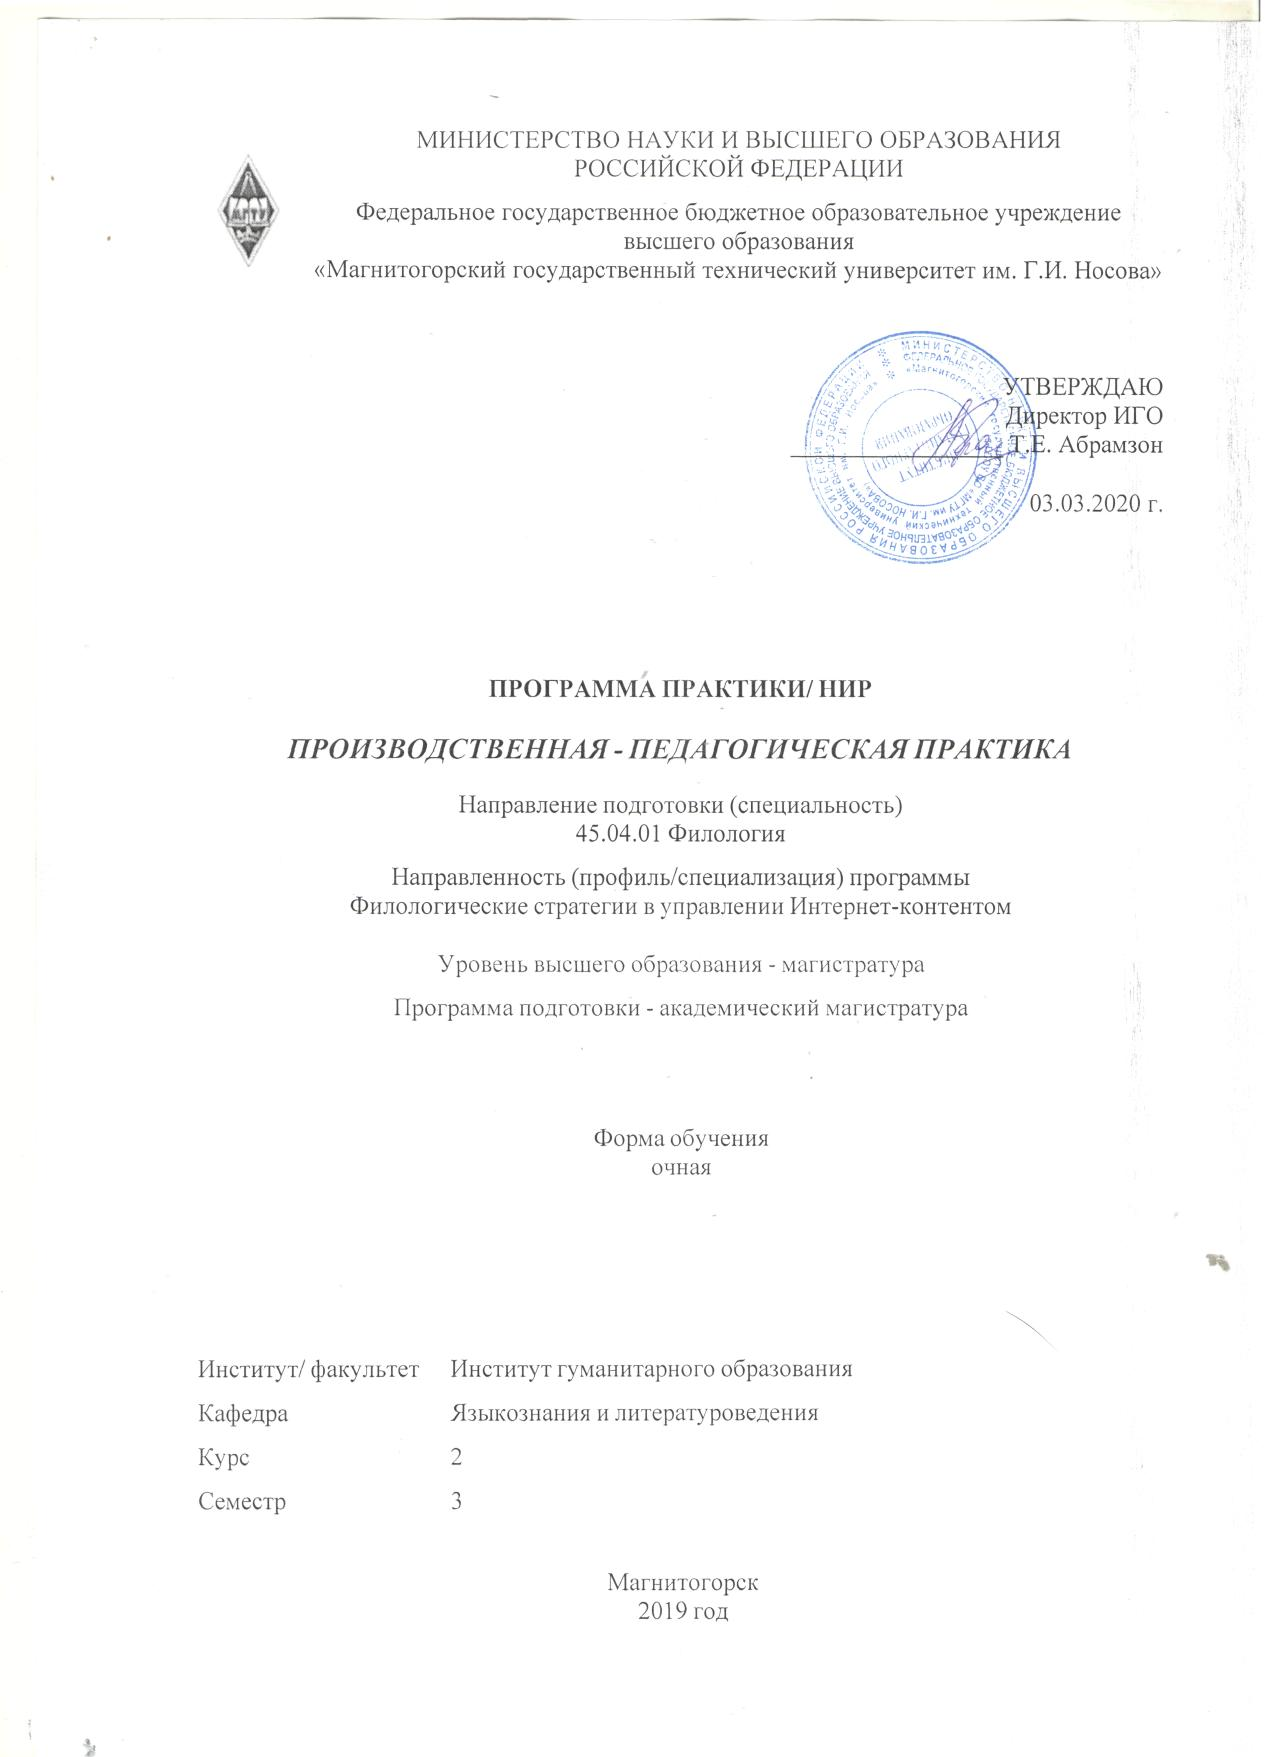 МИНИСТЕРСТВО НАУКИ И ВЫСШЕГО ОБРАЗОВАНИЯ
РОССИЙСКОЙ ФЕДЕРАЦИИ
Федеральное государственное бюджетное образовательное учреждение
высшего образования
«Магнитогорский государственный технический университет им. Г.И. Носова»
МГТУ
УТВЕРЖДАЮ
Директор ИГО
Т.Е. Абрамзон
03.03.2020 г.
ПРОГРАММА ПРАКТИКИ/ НИР
ПРОИЗВОДСТВЕННАЯ - ПЕДАГОГИЧЕСКАЯ ПРАКТИКА
Направление подготовки (специальность)
45.04.01 Филология
Направленность (профиль/специализация) программы
Филологические стратегии в управлении Интернет-контентом
Уровень высшего образования - магистратура
Программа подготовки - академический магистратура
Форма обучения
очная
Институт/ факультет Институт гуманитарного образования
Кафедра Языкознания и литературоведения
Курс 2
Семестр 3
Магнитогорск
2019 год